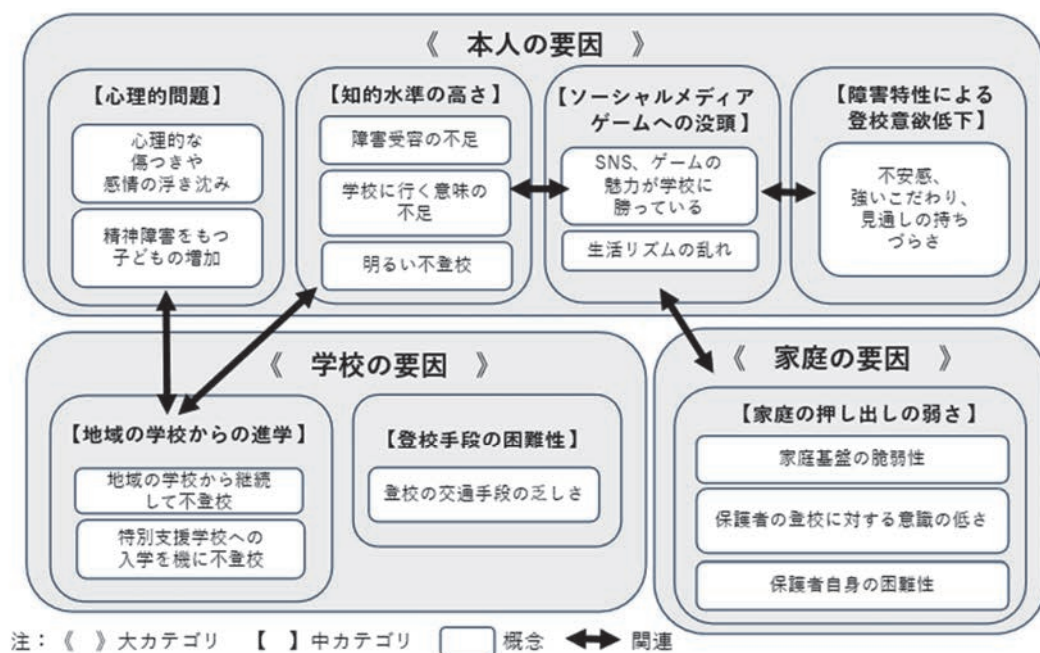 《　本人の要因　》
【心理的問題】
心理的な
傷つきや
感情の浮き沈み
精神障害をもつ
子どもの増加
【知的水準の高さ】
障害受容の不足
学校に行く意味の
不足
明るい不登校
【ソーシャルメディア
ゲームへの没頭】
SNS、ゲームの
魅力が学校に
勝っている
生活リズムの乱れ
【障害特性による
登校意欲低下】
不安感、
強いこだわり、
見通しの持ち
づらさ
《　学校の要因　》
【地域の学校からの進学】
地域の学校から継続
して不登校
特別支援学校への
入学を機に不登校
【登校手段の困難性】
登校の交通手段の乏しさ
《　家庭の要因　》
【家庭の押し出しの弱さ】
家庭基盤の脆弱性
保護者の登校に対する意識の低さ
保護者自身の困難性
注：《　》大カテゴリ　【　】中カテゴリ　概念　関連